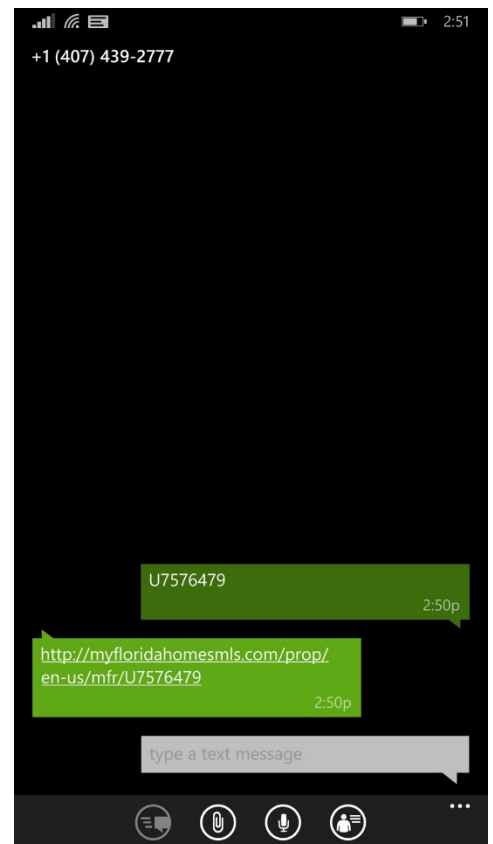 2:51
+1 (407) 439-2777
U7576479
2:50p
http://myfloridahomesmls.com/prop/
en-us/mfr/U7576479
2:50p
type a text message